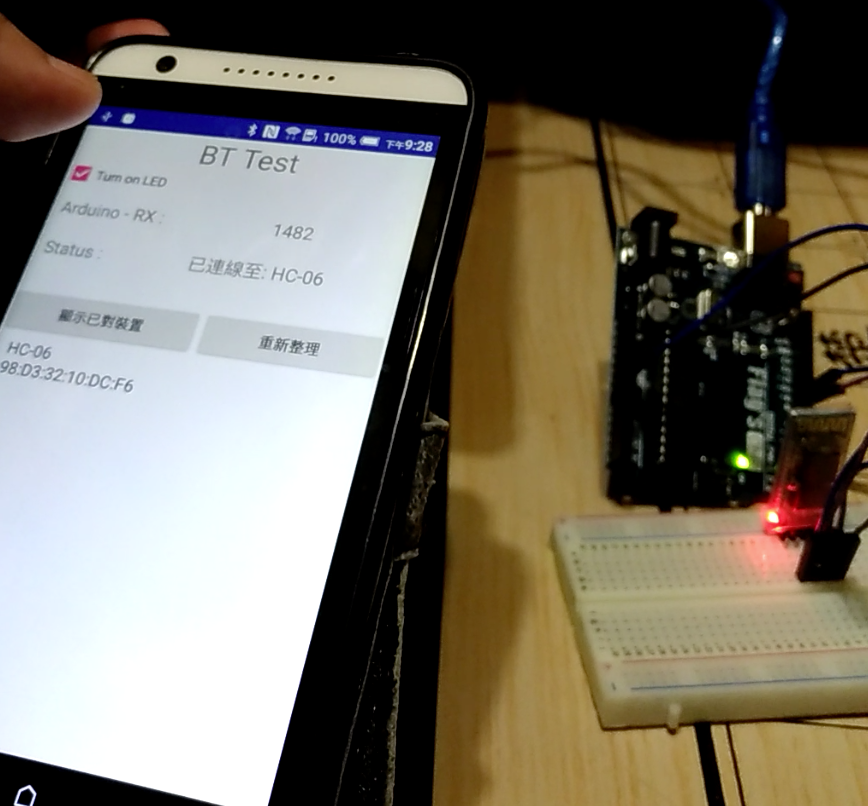 100% 下午9:28
BT Test
Turn on LED
Arduino - RX : 1482
Status : 已連線至: HC-06
顯示已對裝置 重新整理
HC-06
98:D3:32:10:DC:F6